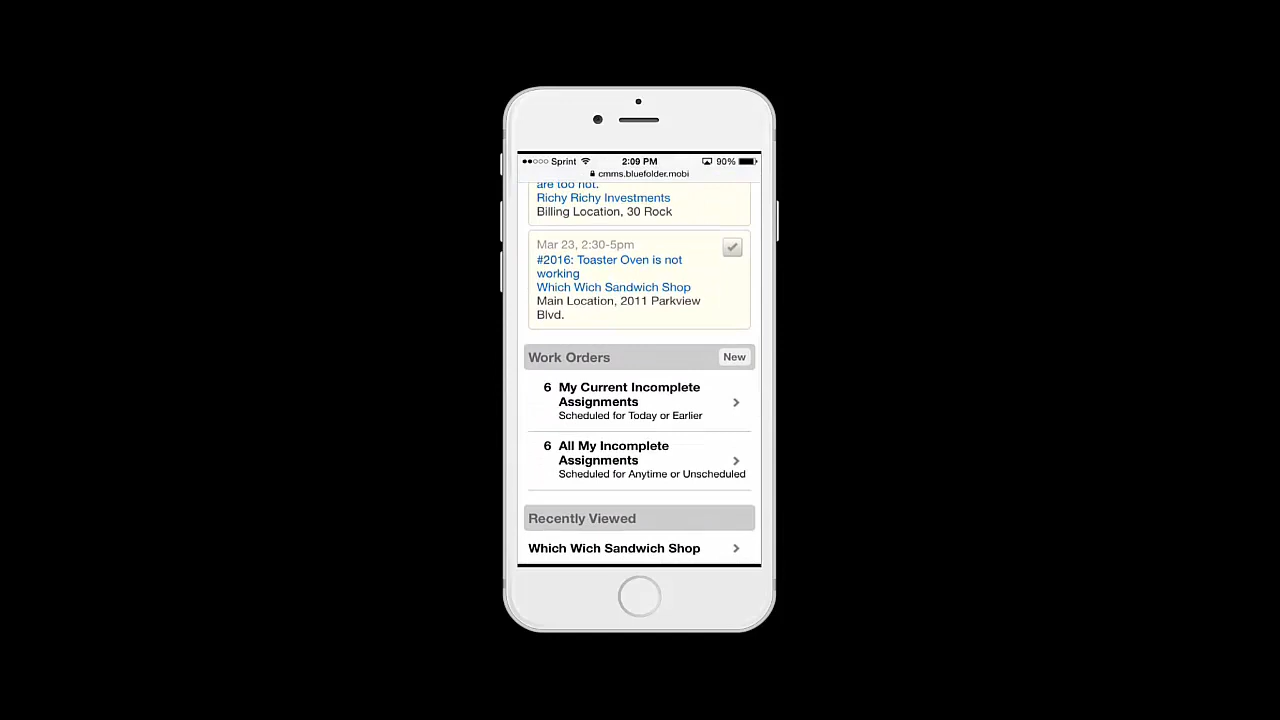 Sprint 2:09 PM 90%
cmms.bluefolder.mobi
are too hot.
Richy Richy Investments
Billing Location, 30 Rock
Mar 23, 2:30-5pm
#2016: Toaster Oven is not
working
Which Wich Sandwich Shop
Main Location, 2011 Parkview
Blvd.
Work Orders New
6 My Current Incomplete
Assignments
Scheduled for Today or Earlier
6 All My Incomplete
Assignments
Scheduled for Anytime or Unscheduled
Recently Viewed
Which Wich Sandwich Shop